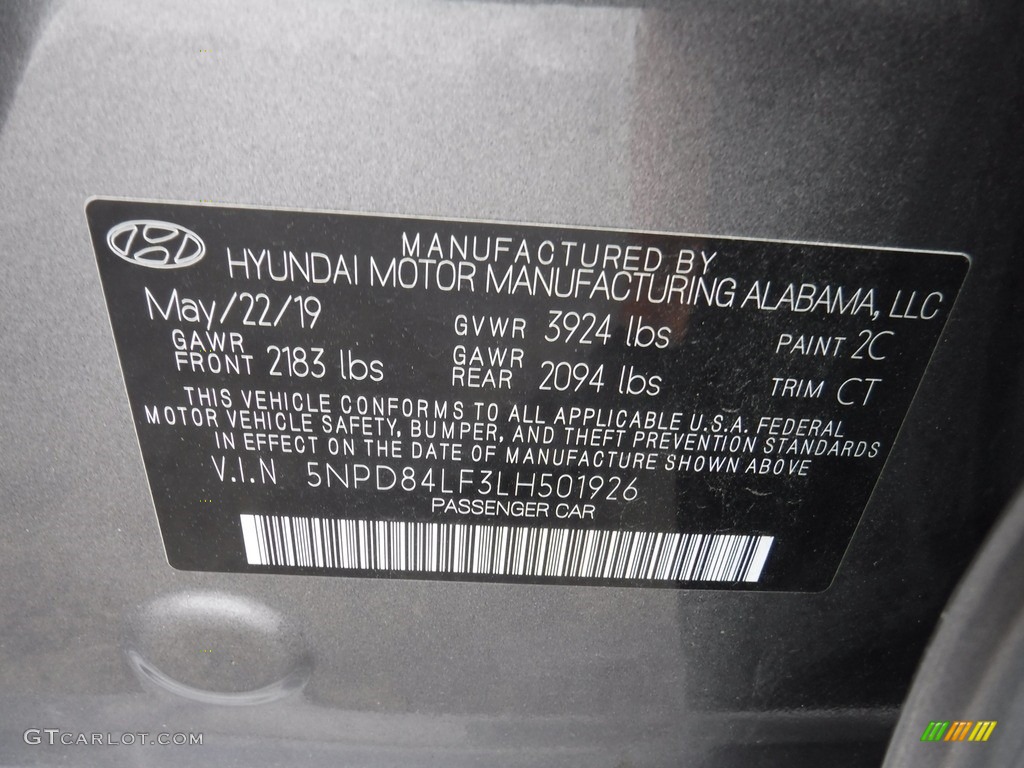 MANUFACTURED BY
HYUNDAI MOTOR MANUFACTURING ALABAMA, LLC
May/22/19 GVWR 3924 lbs PAINT 2C
GAWR FRONT 2183 lbs GAWR REAR 2094 lbs TRIM CT
THIS VEHICLE CONFORMS TO ALL APPLICABLE U.S.A. FEDERAL
MOTOR VEHICLE SAFETY, BUMPER, AND THEFT PREVENTION STANDARDS
IN EFFECT ON THE DATE OF MANUFACTURE SHOWN ABOVE
V.I.N 5NPD84LF3LH501926
PASSENGER CAR
GTCARLOT.COM